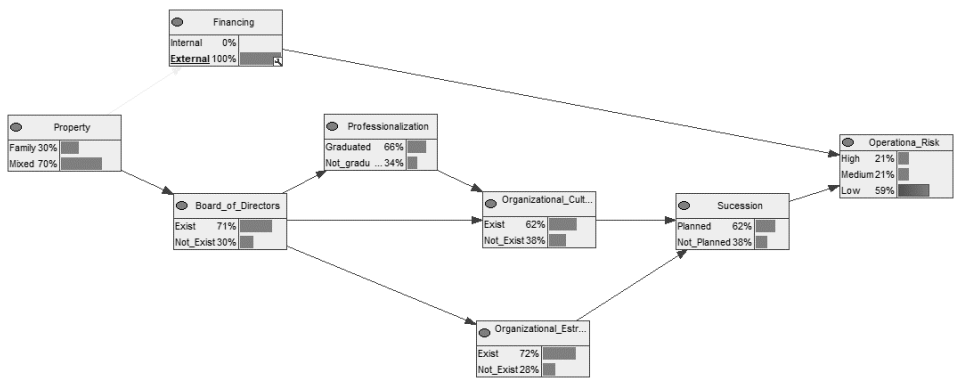 Financing
Internal 0%
External 100%
Property
Family 30%
Mixed 70%
Professionalization
Graduated 66%
Not_gradu ... 34%
Operationa_Risk
High 21%
Medium 21%
Low 59%
Board_of_Directors
Exist 71%
Not_Exist 30%
Organizational_Cult...
Exist 62%
Not_Exist 38%
Sucession
Planned 62%
Not_Planned 38%
Organizational_Estr...
Exist 72%
Not_Exist 28%